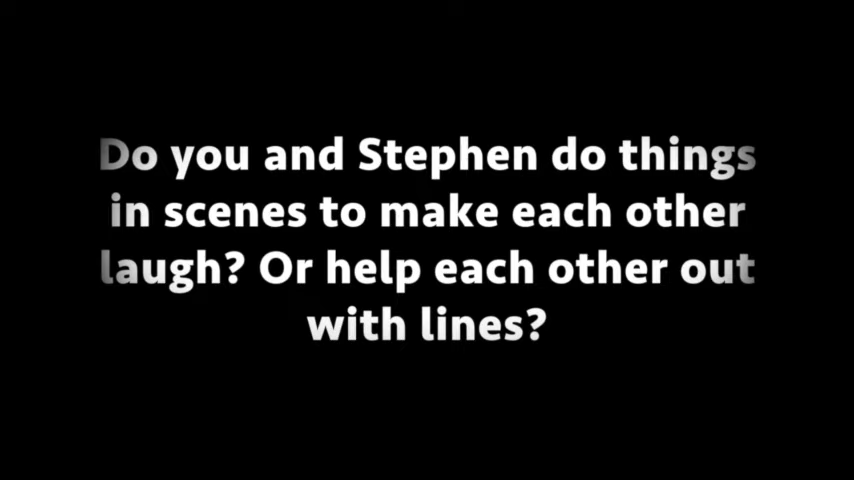 Do you and Stephen do things
in scenes to make each other
laugh? Or help each other out
with lines?